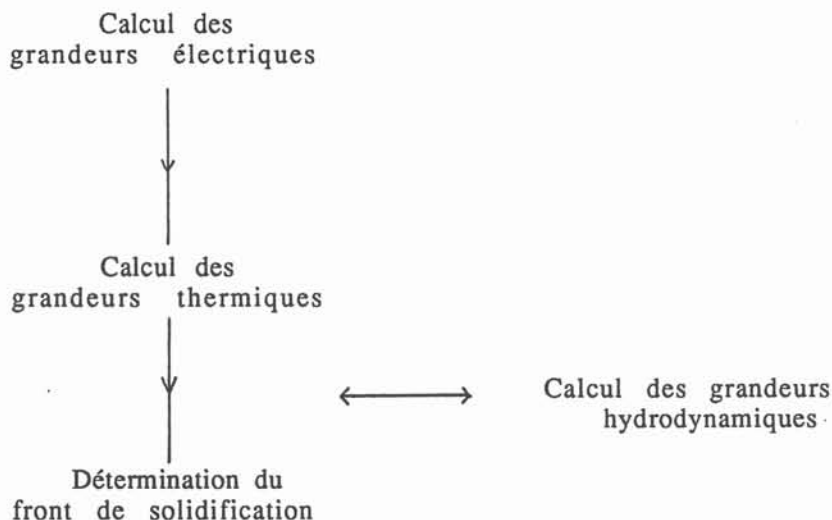 Calcul des
grandeurs électriques
Calcul des
grandeurs thermiques
Calcul des grandeurs
hydrodynamiques
Détermination du
front de solidification